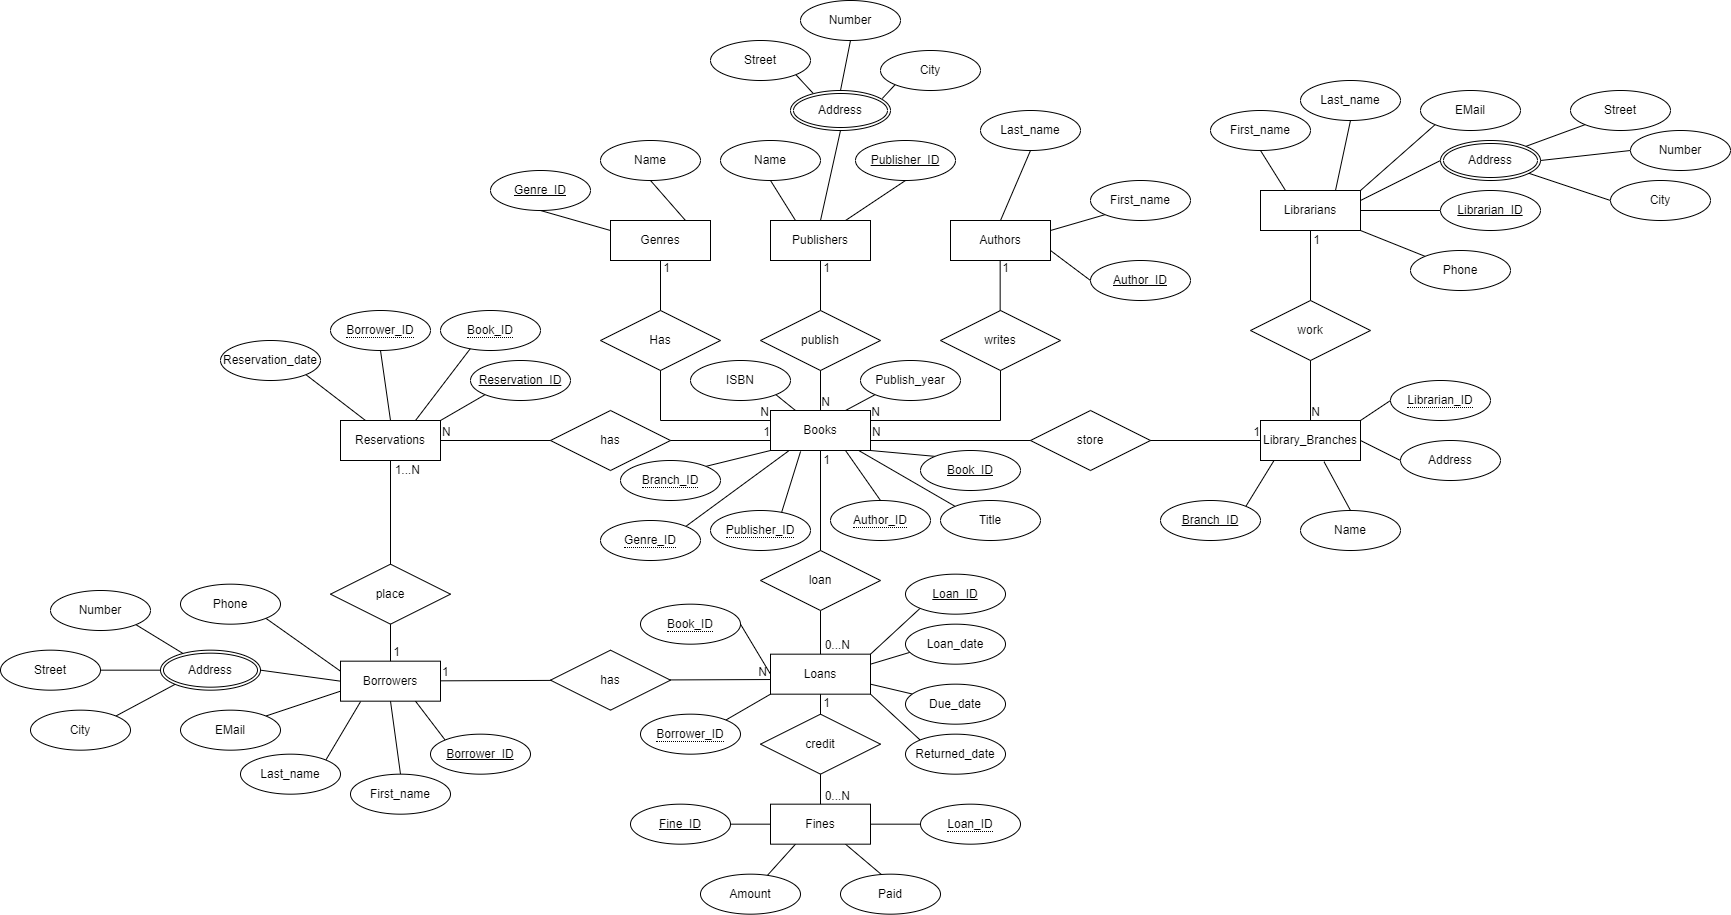 Number
Street
City
Address
Last_name
Name
Name
Publisher_ID
Genre_ID
First_name
Genres
Publishers
Authors
1
1
1
Author_ID
First_name
Last_name
EMail
Street
Address
Number
City
Librarians
Librarian_ID
1
Phone
work
N
Has
publish
writes
Borrower_ID
Book_ID
Reservation_date
Reservation_ID
ISBN
Publish_year
N
N
N
Reservations
N
has
1
Books
N
store
1
Library_Branches
Librarian_ID
Address
Branch_ID
Name
1...N
Branch_ID
1
Book_ID
Genre_ID
Publisher_ID
Author_ID
Title
place
loan
Number
Phone
Street
Address
City
EMail
1
Borrowers
1
has
N
Last_name
First_name
Borrower_ID
Book_ID
0...N
Loan_ID
Loan_date
Loans
Due_date
Returned_date
Borrower_ID
1
credit
0...N
Fine_ID
Fines
Loan_ID
Amount
Paid